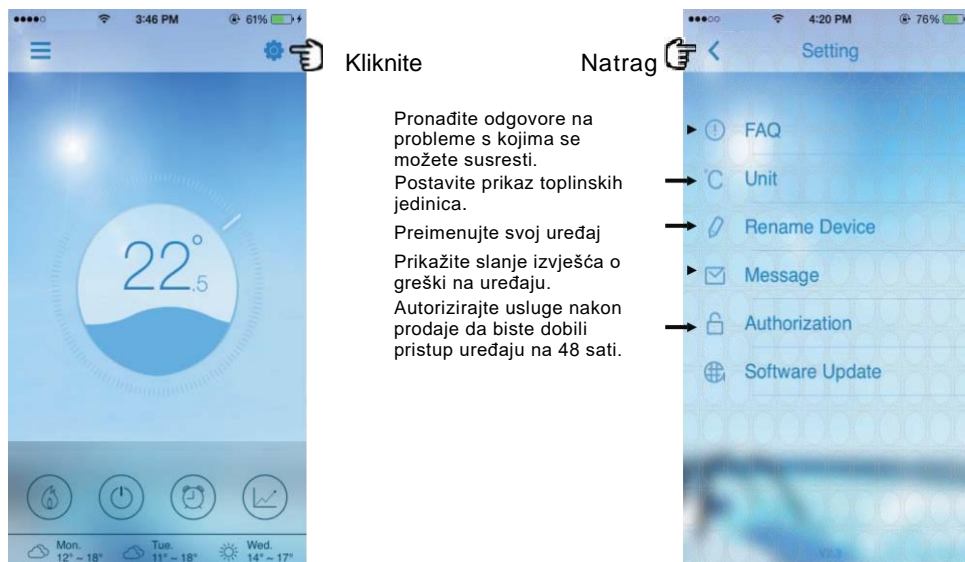 3:46 PM
61%
22°.5
Mon.
12° ~ 18°
Tue.
11° ~ 18°
Wed.
14° ~ 17°
Kliknite
Natrag
Pronađite odgovore na
probleme s kojima se
možete susresti.
Postavite prikaz toplinskih
jedinica.
Preimenujte svoj uređaj
Prikažite slanje izvješća o
greški na uređaju.
Autorizirajte usluge nakon
prodaje da biste dobili
pristup uređaju na 48 sati.
4:20 PM
76%
Setting
FAQ
°C Unit
Rename Device
Message
Authorization
Software Update
V2.3